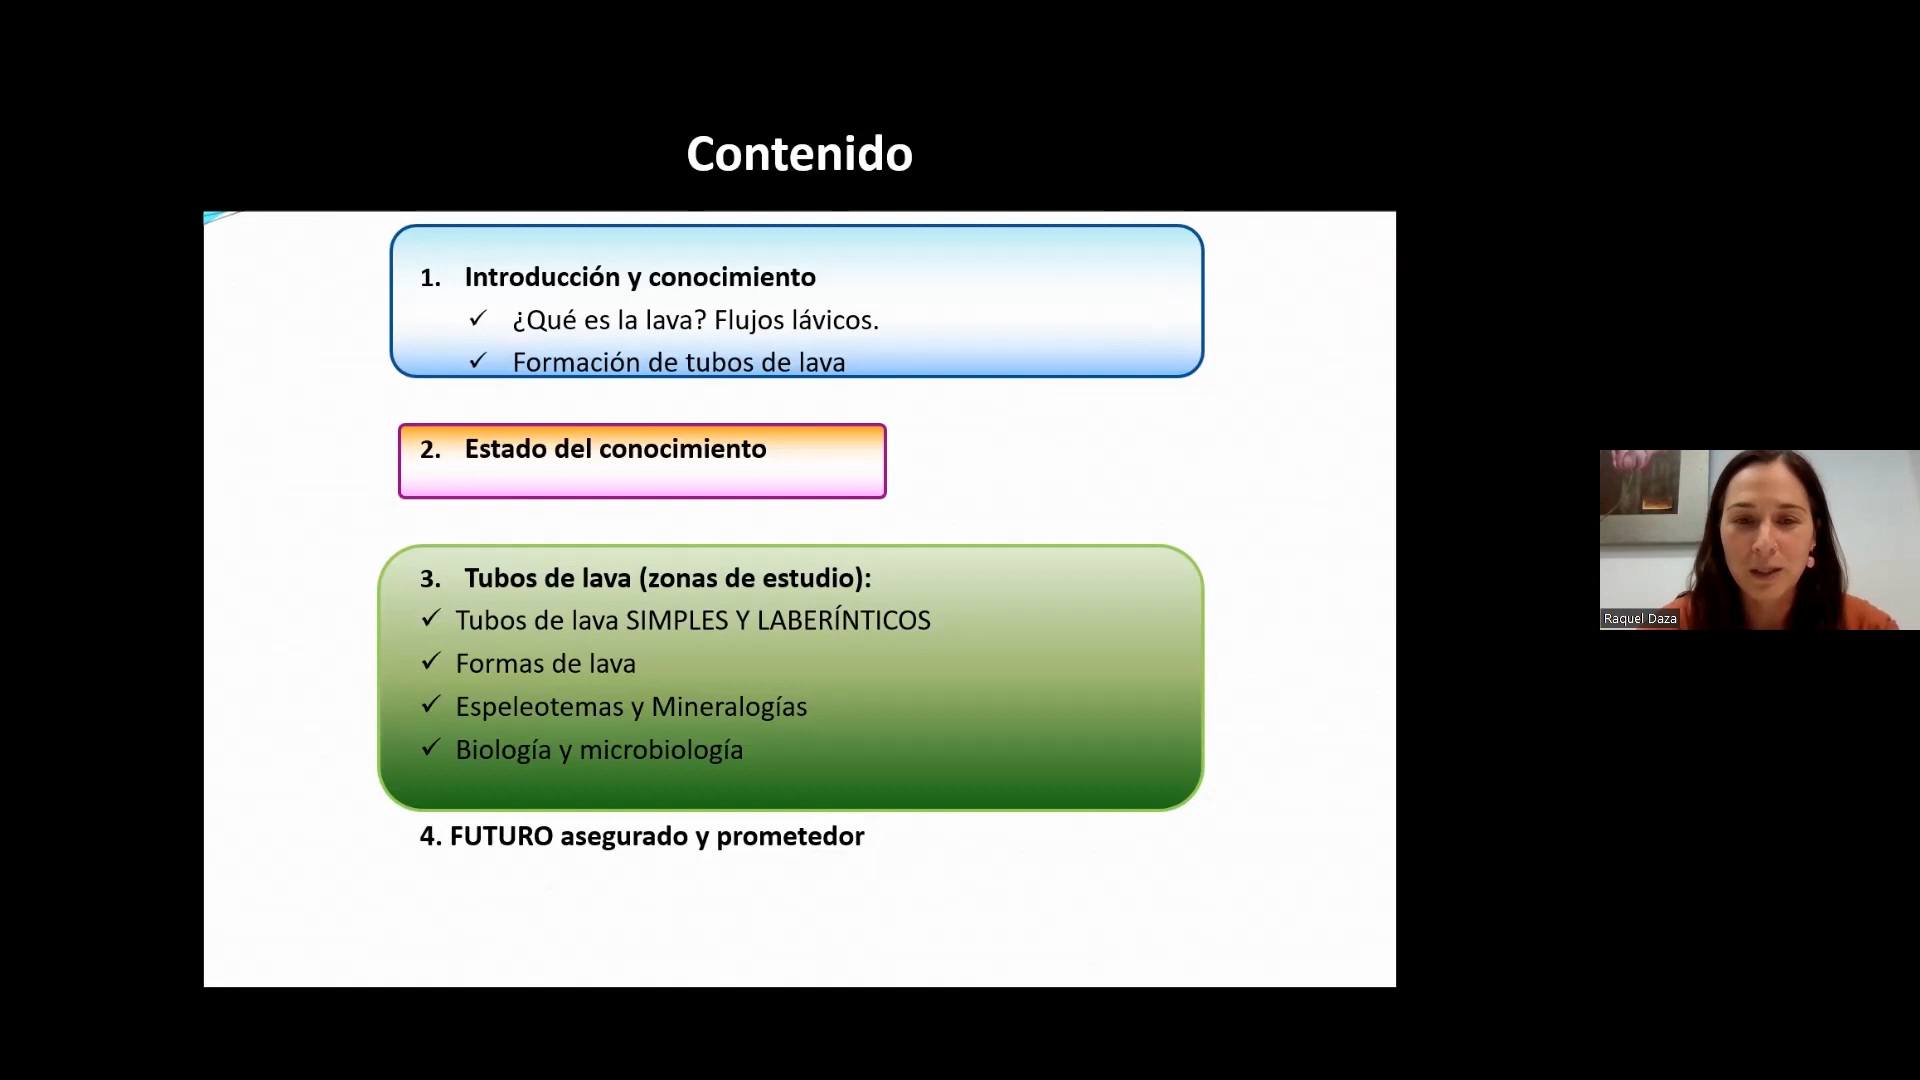 Contenido
1. Introducción y conocimiento
✓ ¿Qué es la lava? Flujos lávicos.
✓ Formación de tubos de lava
2. Estado del conocimiento
3. Tubos de lava (zonas de estudio):
✓ Tubos de lava SIMPLES Y LABERÍNTICOS
✓ Formas de lava
✓ Espeleotemas y Mineralogías
✓ Biología y microbiología
4. FUTURO asegurado y prometedor
Raquel Daza